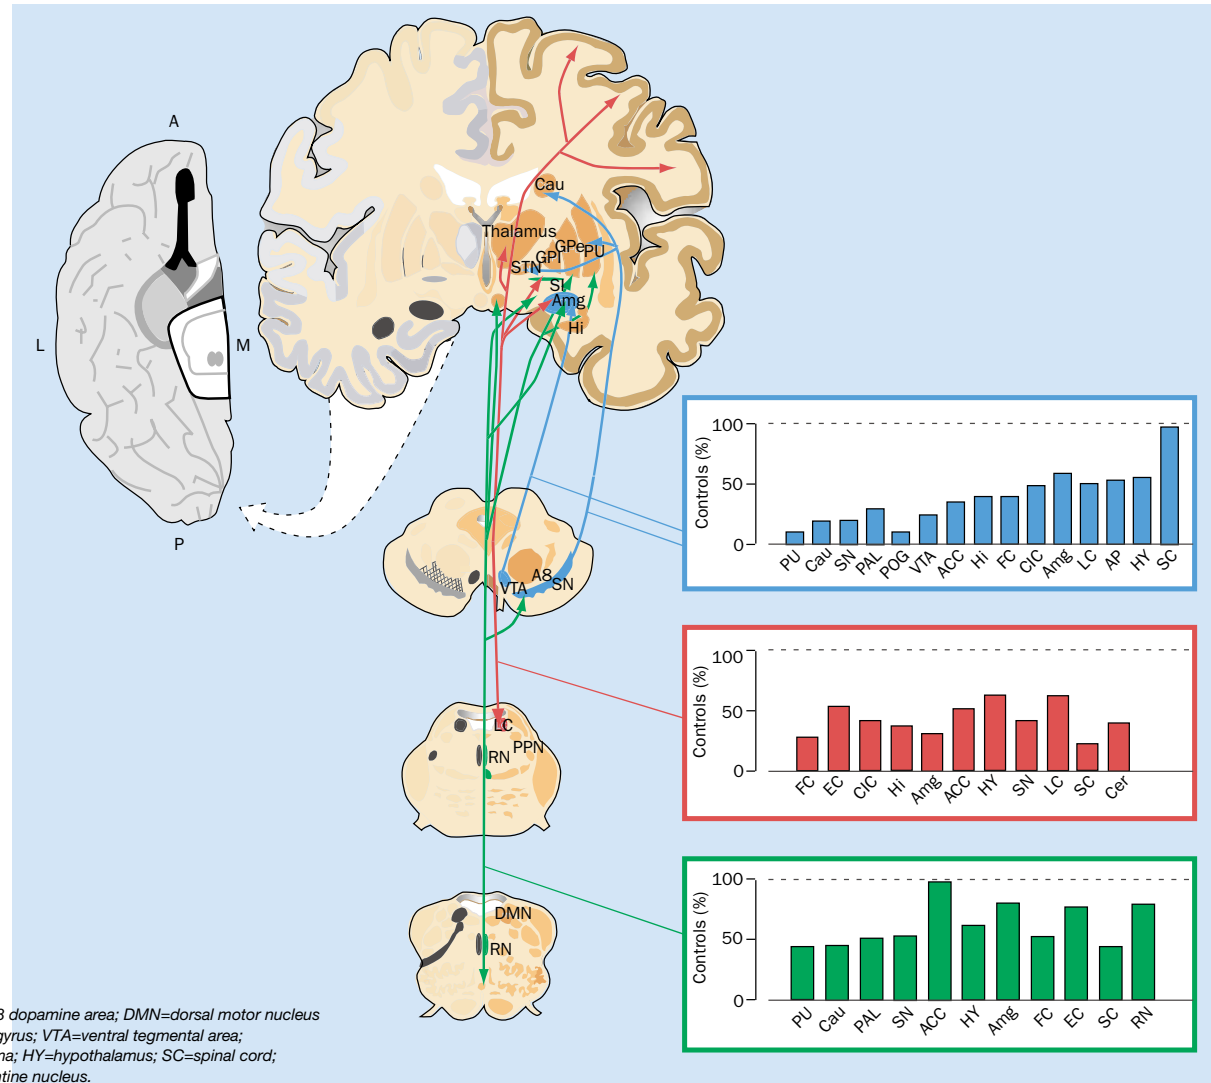 A
L
M
P
Cau
Thalamus
GPe
PU
GPi
STN
SI
Amg
Hi
VTA
A8
SN
LC
PPN
RN
DMN
RN
Controls (%)
100
50
0
PU Cau SN PAL POG VTA ACC Hi FC CIC Amg LC AP HY SC
Controls (%)
100
50
0
FC EC CIC Hi Amg ACC HY SN LC SC Cer
Controls (%)
100
50
0
PU Cau PAL SN ACC HY Amg FC EC SC RN
dopamine area; DMN=dorsal motor nucleus
gyrus; VTA=ventral tegmental area;
HY=hypothalamus; SC=spinal cord;
nucleus.